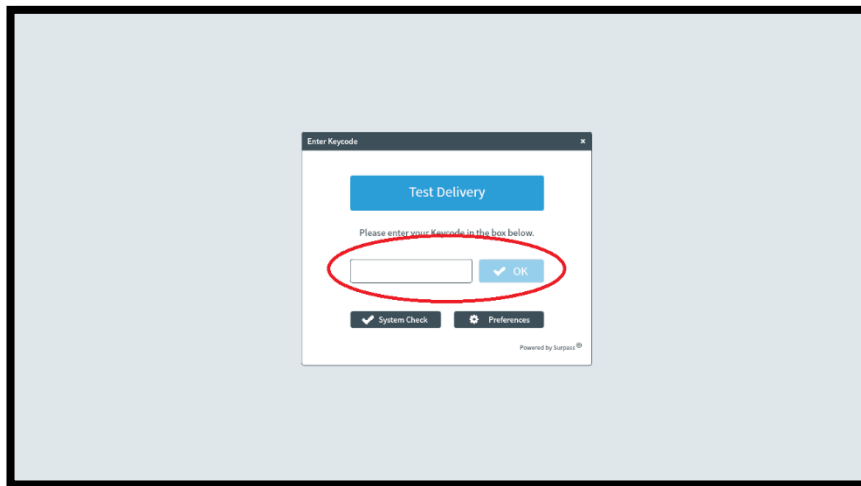 Enter Keycode ×
Test Delivery
Please enter your Keycode in the box below.
OK
System Check Preferences
Powered by Surpass ®